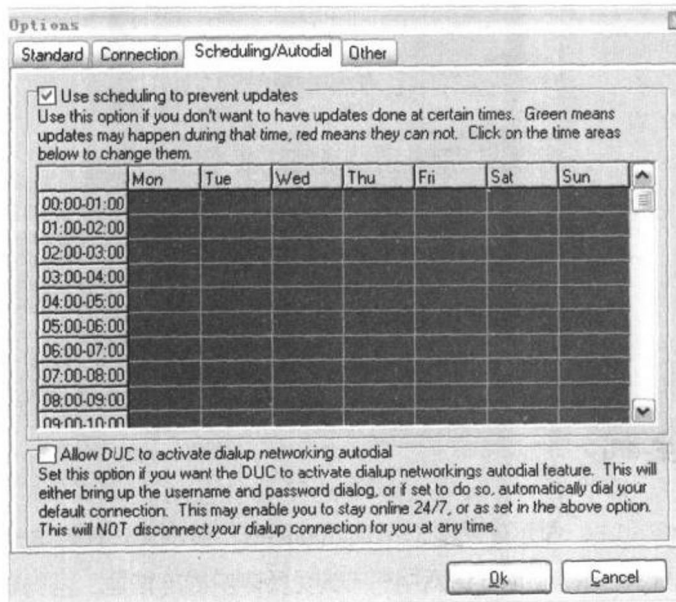 Options
Standard Connection Scheduling/Autodial Other
Use scheduling to prevent updates
Use this option if you don't want to have updates done at certain times. Green means
updates may happen during that time, red means they can not. Click on the time areas
below to change them.
Mon Tue Wed Thu Fri Sat Sun
00:00-01:00
01:00-02:00
02:00-03:00
03:00-04:00
04:00-05:00
05:00-06:00
06:00-07:00
07:00-08:00
08:00-09:00
09:00-10:00
Allow DUC to activate dialup networking autodial
Set this option if you want the DUC to activate dialup networkings autodial feature. This will
either bring up the username and password dialog, or if set to do so, automatically dial your
default connection. This may enable you to stay online 24/7, or as set in the above option.
This will NOT disconnect your dialup connection for you at any time.
Ok Cancel